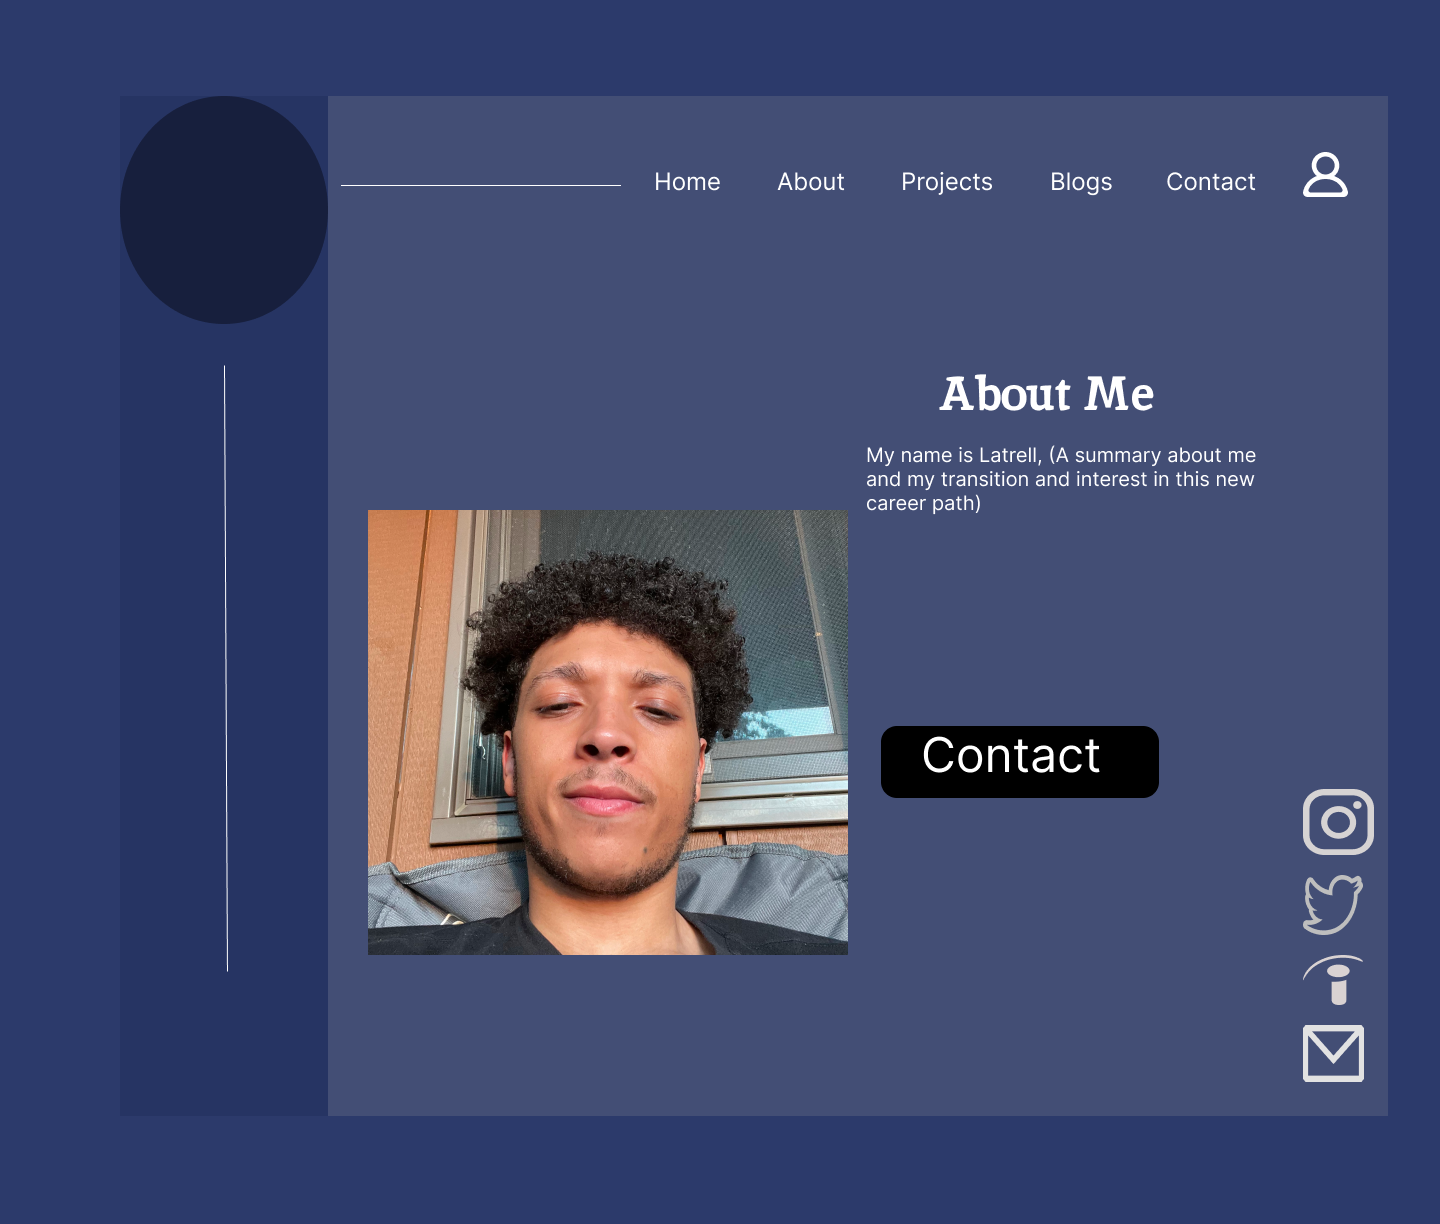 Home About Projects Blogs Contact
About Me
My name is Latrell, (A summary about me
and my transition and interest in this new
career path)
Contact